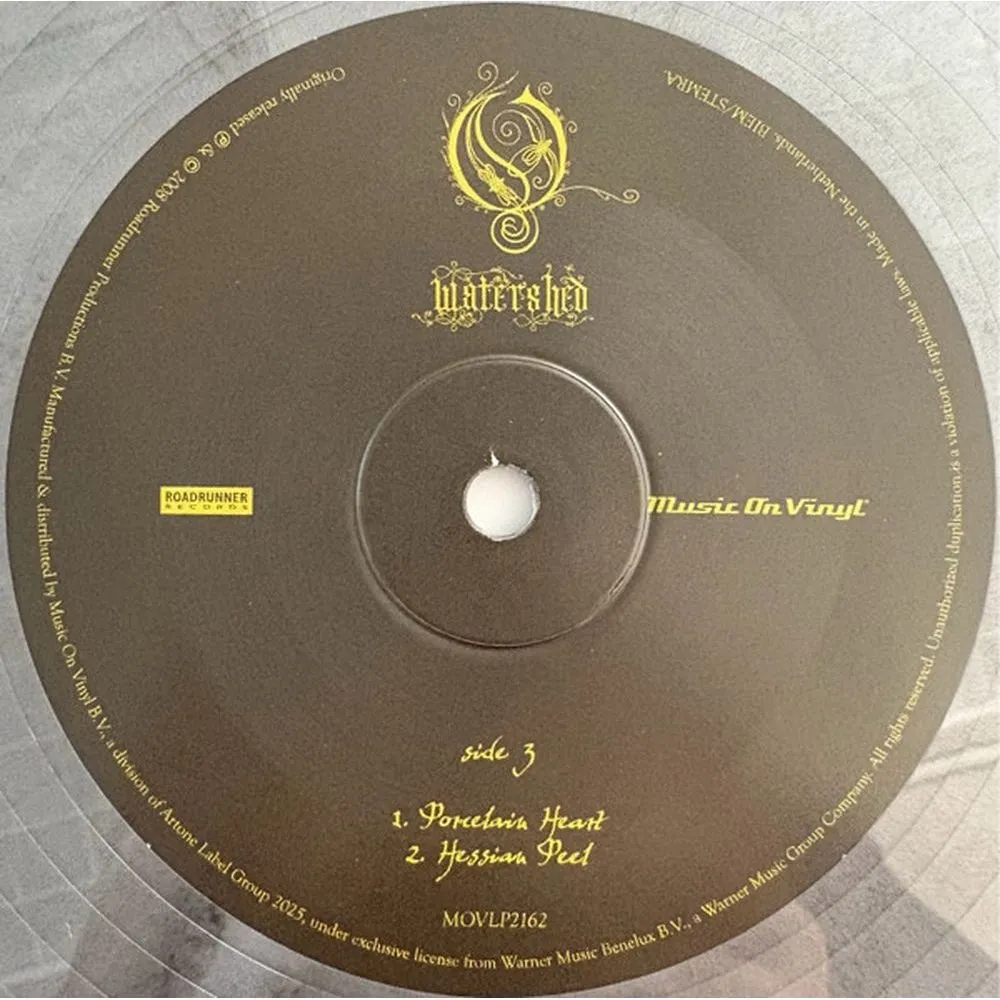 Watershed
ROADRUNNER
RECORDS
Music On Vinyl
side 3
1. Porcelain Heart
2. Hessian Peel
MOVLP2162
Originally released ℗ & © 2008 Roadrunner Productions B.V. Manufactured & distributed by Music On Vinyl B.V., a division of Artone Label Group 2025, under exclusive license from Warner Music Benelux B.V., a Warner Music Group Company. All rights reserved. Unauthorized duplication is a violation of applicable laws. Made in the Netherlands. BIEM/STEMRA